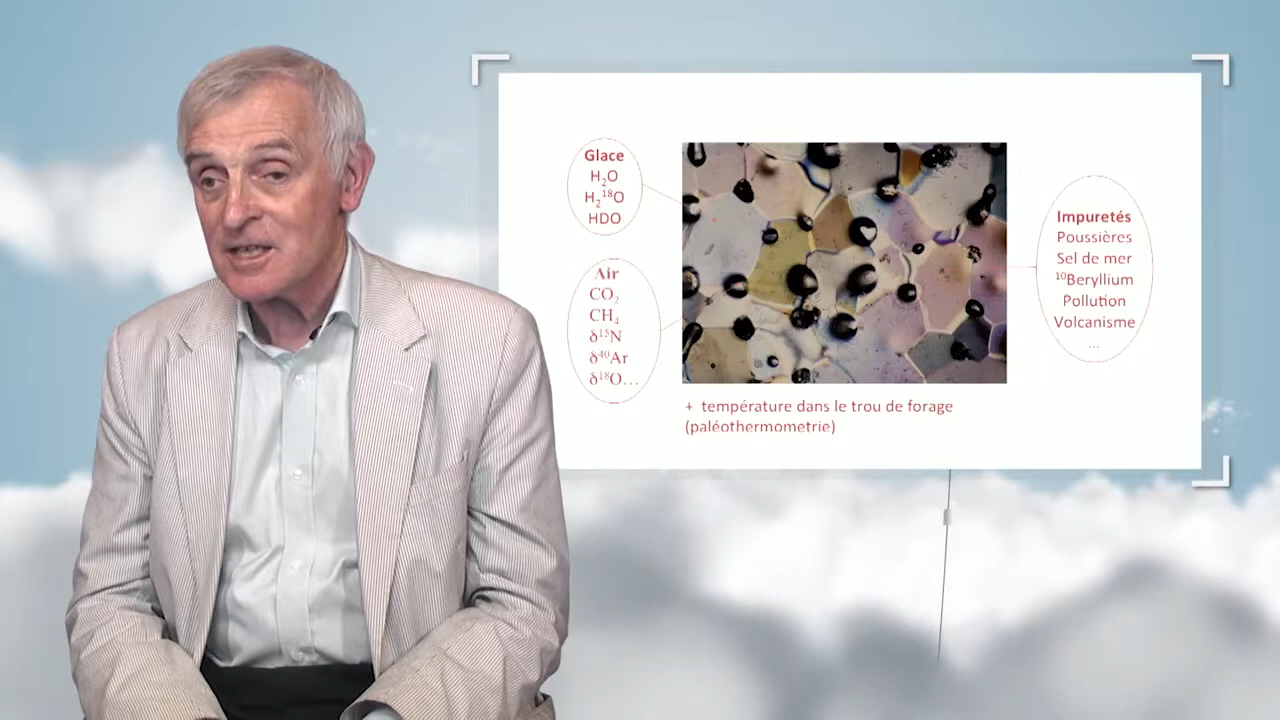 Glace
H₂O
H₂¹⁸O
HDO
Air
CO₂
CH₄
δ¹⁵N
δ⁴⁰Ar
δ¹⁸O...
Impuretés
Poussières
Sel de mer
¹⁰Beryllium
Pollution
Volcanisme
...
+ température dans le trou de forage
(paléothermometrie)